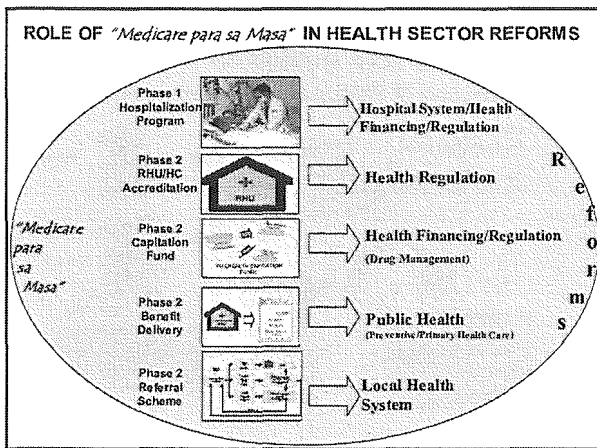 ROLE OF "Medicare para sa Masa" IN HEALTH SECTOR REFORMS
"Medicare
para
sa
Masa"
Phase 1
Hospitalization
Program
Hospital System/Health
Financing/Regulation
Phase 2
RHU/HC
Accreditation
RHU
Health Regulation
Phase 2
Capitation
Fund
Health Financing/Regulation
(Drug Management)
Phase 2
Benefit
Delivery
Public Health
(Preventive/Primary Health Care)
Phase 2
Referral
Scheme
Local Health
System
Reforms